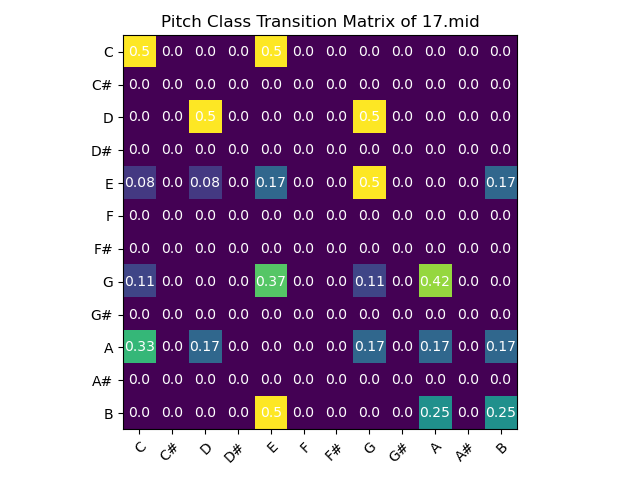 Pitch Class Transition Matrix of 17.mid
C 0.5 0.0 0.0 0.0 0.5 0.0 0.0 0.0 0.0 0.0 0.0 0.0
C# 0.0 0.0 0.0 0.0 0.0 0.0 0.0 0.0 0.0 0.0 0.0 0.0
D 0.0 0.0 0.5 0.0 0.0 0.0 0.0 0.5 0.0 0.0 0.0 0.0
D# 0.0 0.0 0.0 0.0 0.0 0.0 0.0 0.0 0.0 0.0 0.0 0.0
E 0.08 0.0 0.08 0.0 0.17 0.0 0.0 0.5 0.0 0.0 0.0 0.17
F 0.0 0.0 0.0 0.0 0.0 0.0 0.0 0.0 0.0 0.0 0.0 0.0
F# 0.0 0.0 0.0 0.0 0.0 0.0 0.0 0.0 0.0 0.0 0.0 0.0
G 0.11 0.0 0.0 0.0 0.37 0.0 0.0 0.11 0.0 0.42 0.0 0.0
G# 0.0 0.0 0.0 0.0 0.0 0.0 0.0 0.0 0.0 0.0 0.0 0.0
A 0.33 0.0 0.17 0.0 0.0 0.0 0.0 0.17 0.0 0.17 0.0 0.17
A# 0.0 0.0 0.0 0.0 0.0 0.0 0.0 0.0 0.0 0.0 0.0 0.0
B 0.0 0.0 0.0 0.0 0.5 0.0 0.0 0.0 0.0 0.25 0.0 0.25
C C# D D# E F F# G G# A A# B